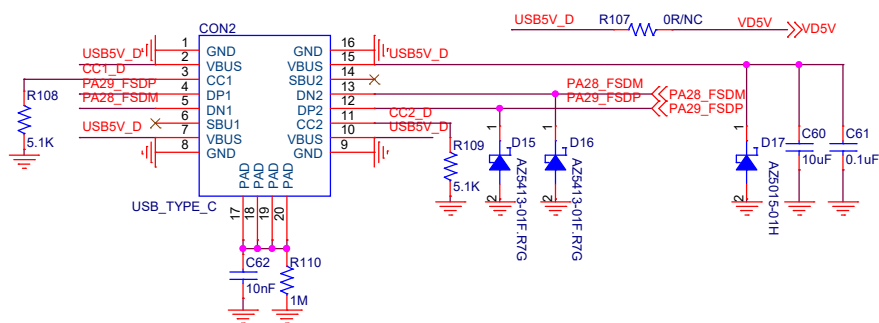 CON2
USB5V_D R107 0R/NC VD5V VD5V
USB5V_D 1 GND GND 16 USB5V_D
2 VBUS VBUS 15
CC1_D 3 CC1 SBU2 14
PA29_FSDP 4 DP1 DN2 13 PA28_FSDM PA28_FSDM
PA28_FSDM 5 DN1 DP2 12 PA29_FSDP PA29_FSDP
6 SBU1 CC2 11 CC2_D
USB5V_D 7 VBUS VBUS 10 USB5V_D
8 GND GND 9
R108
5.1K
R109
5.1K
1 D15 2 AZ5413-01F.R7G
1 D16 2 AZ5413-01F.R7G
1 D17 2 AZ5015-01H
C60
10uF
C61
0.1uF
PAD PAD PAD PAD
USB_TYPE_C
17 18 19 20
C62
10nF
R110
1M